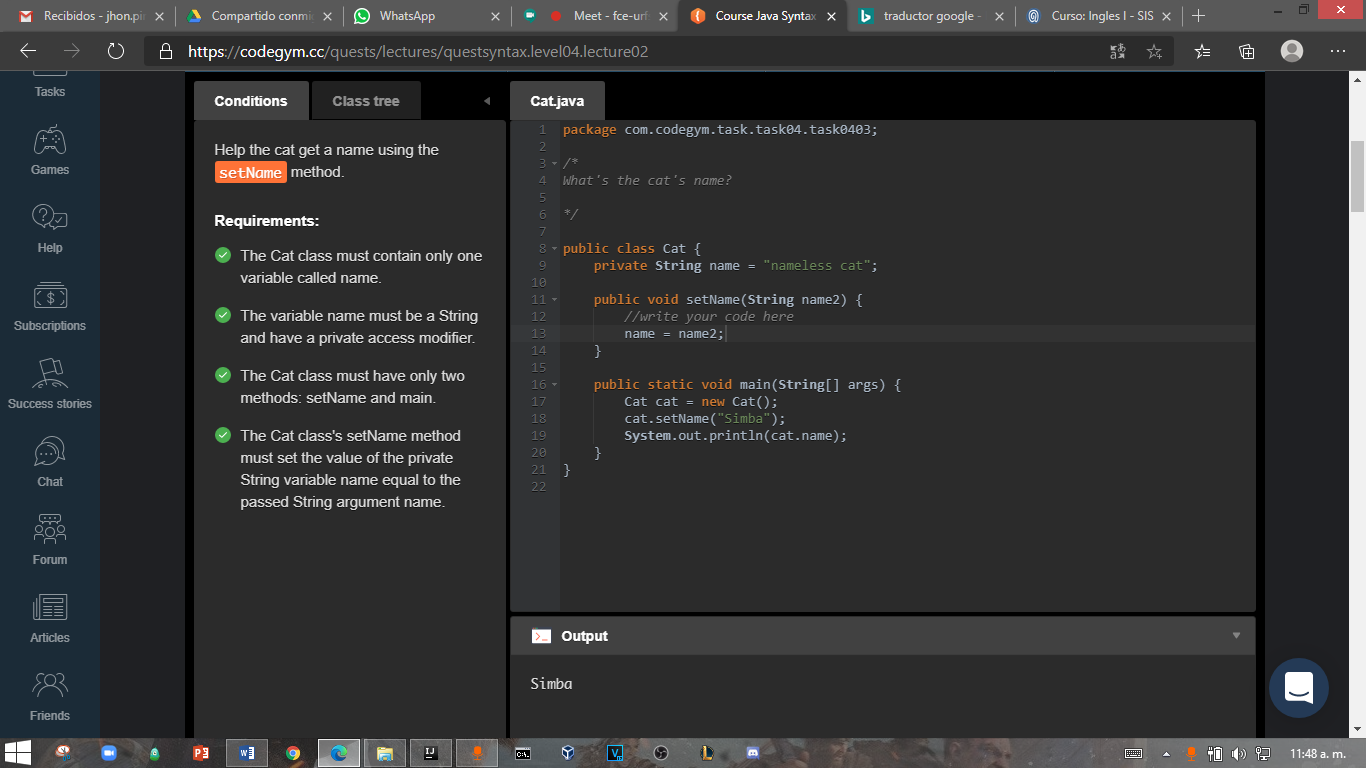 Recibidos - jhon.pi
Compartido conmi
WhatsApp
Meet - fce-urf
Course Java Syntax
traductor google -
Curso: Ingles I - SIS
https://codegym.cc/quests/lectures/questsyntax.level04.lecture02
Tasks
Games
Help
Subscriptions
Success stories
Chat
Forum
Articles
Friends
Conditions
Class tree
Help the cat get a name using the
setName method.
Requirements:
The Cat class must contain only one
variable called name.
The variable name must be a String
and have a private access modifier.
The Cat class must have only two
methods: setName and main.
The Cat class's setName method
must set the value of the private
String variable name equal to the
passed String argument name.
Cat.java
1 package com.codegym.task.task04.task0403;
2
3 /*
4 What's the cat's name?
5
6 */
7
8 public class Cat {
9 private String name = "nameless cat";
10
11 public void setName(String name2) {
12 //write your code here
13 name = name2;
14 }
15
16 public static void main(String[] args) {
17 Cat cat = new Cat();
18 cat.setName("Simba");
19 System.out.println(cat.name);
20 }
21 }
22
Output
Simba
11:48 a. m.